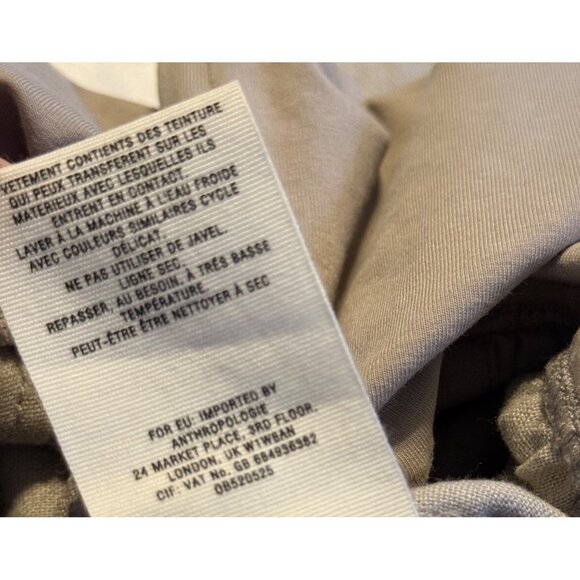 VETEMENT CONTIENTS DES TEINTURE
QUI PEUX TRANSFERENT SUR LES
MATERIEUX AVEC LESQUELLES ILS
ENTRENT EN CONTACT
LAVER À LA MACHINE À L'EAU FROIDE
AVEC COULEURS SIMILAIRES CYCLE
DÉLICAT.
NE PAS UTILISER DE JAVEL.
LIGNE SEC.
REPASSER, AU BESOIN, À TRÈS BASSE
TEMPÉRATURE
PEUT-ÊTRE ÊTRE NETTOYER À SEC
FOR EU: IMPORTED BY
ANTHROPOLOGIE
24 MARKET PLACE, 3RD FLOOR,
LONDON, UK W1W8AN
CIF: VAT No. GB 684936382
OB520525